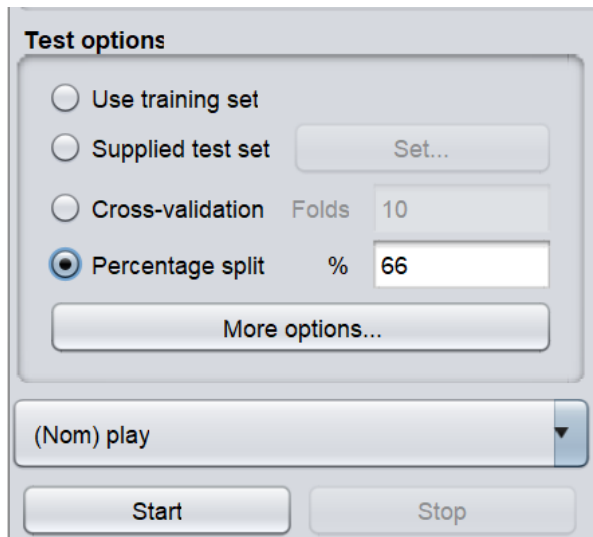 Test options
Use training set
Supplied test set Set...
Cross-validation Folds 10
Percentage split % 66
More options...
(Nom) play
Start Stop